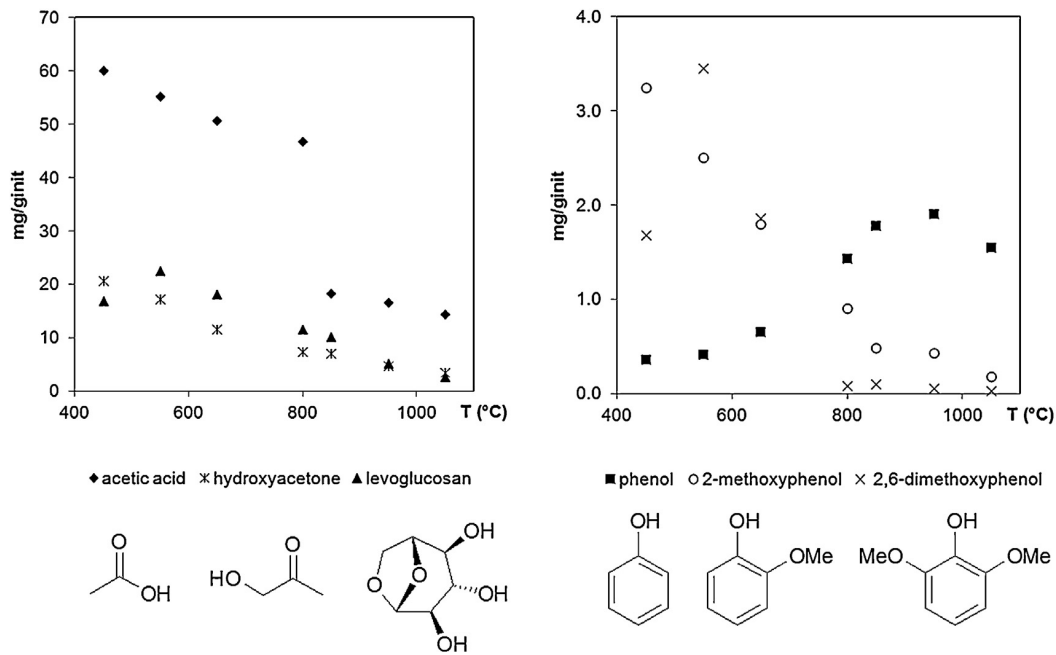 70
60
50
40
30
20
10
0
mg/ginit
400
600
800
1000
T (°C)
◆ acetic acid ж hydroxyacetone ▲ levoglucosan
O
OH
HO
O
OH
O
O
OH
OH
4.0
3.0
2.0
1.0
0.0
mg/ginit
400
600
800
1000
T (°C)
■ phenol ○ 2-methoxyphenol × 2,6-dimethoxyphenol
OH
OH
OMe
OH
MeO
OMe